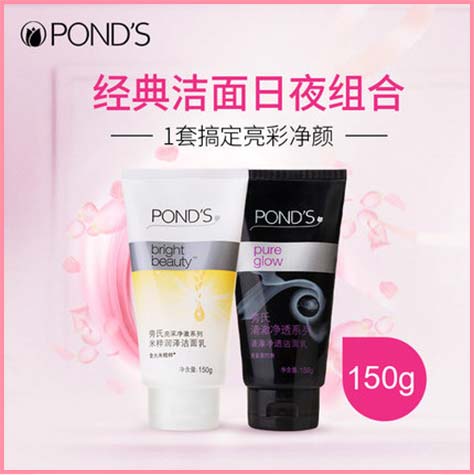 POND'S
经典洁面日夜组合
1套搞定亮彩净颜
POND'S
bright
beauty™
旁氏亮采净澈系列
米粹润泽洁面乳
净含量:150g
POND'S
pure
glow
旁氏
清澈净透系列
净含量:150g
150g